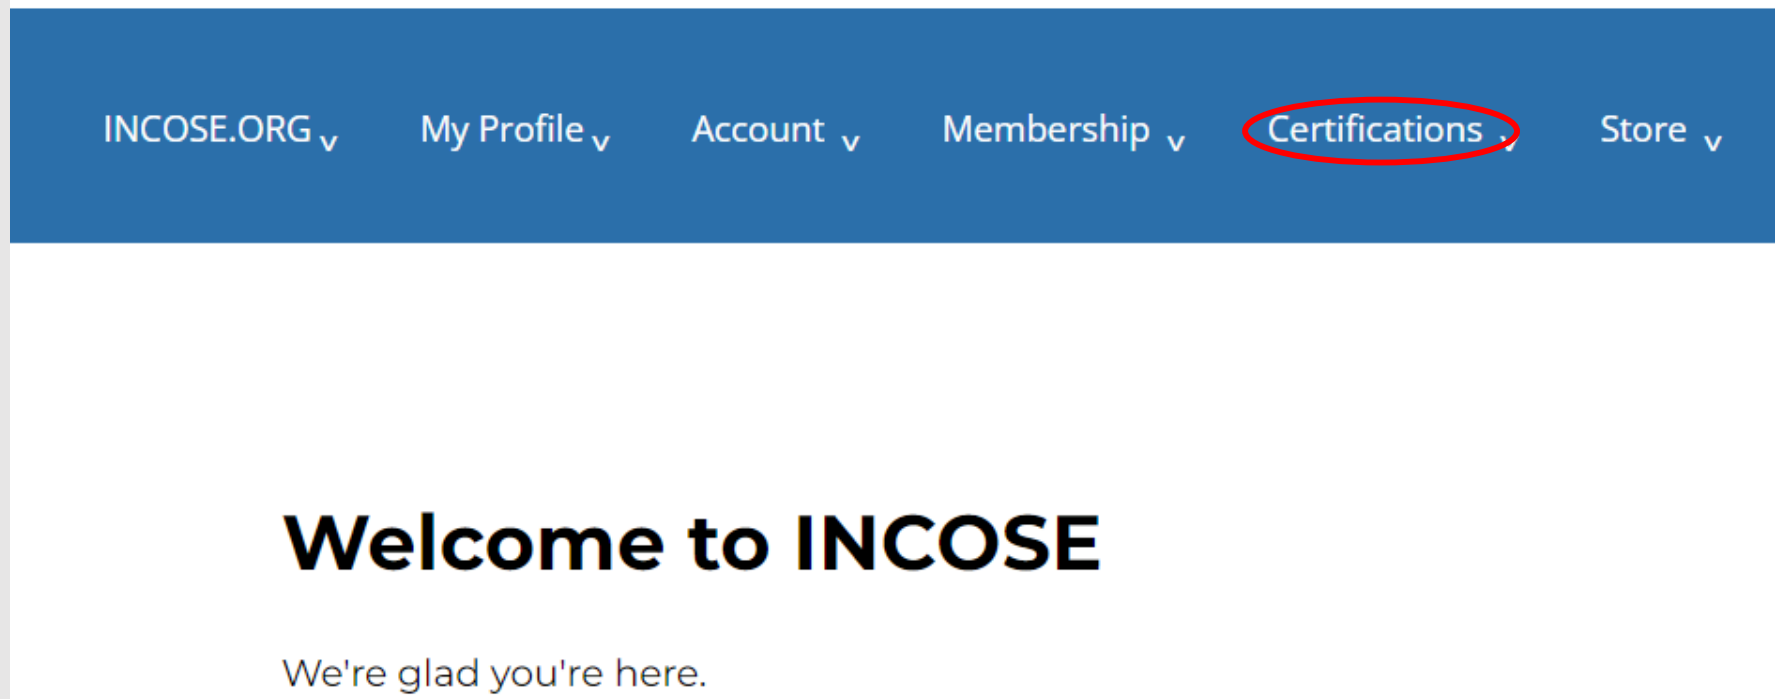 INCOSE.ORG My Profile Account Membership Certifications Store
Welcome to INCOSE
We're glad you're here.